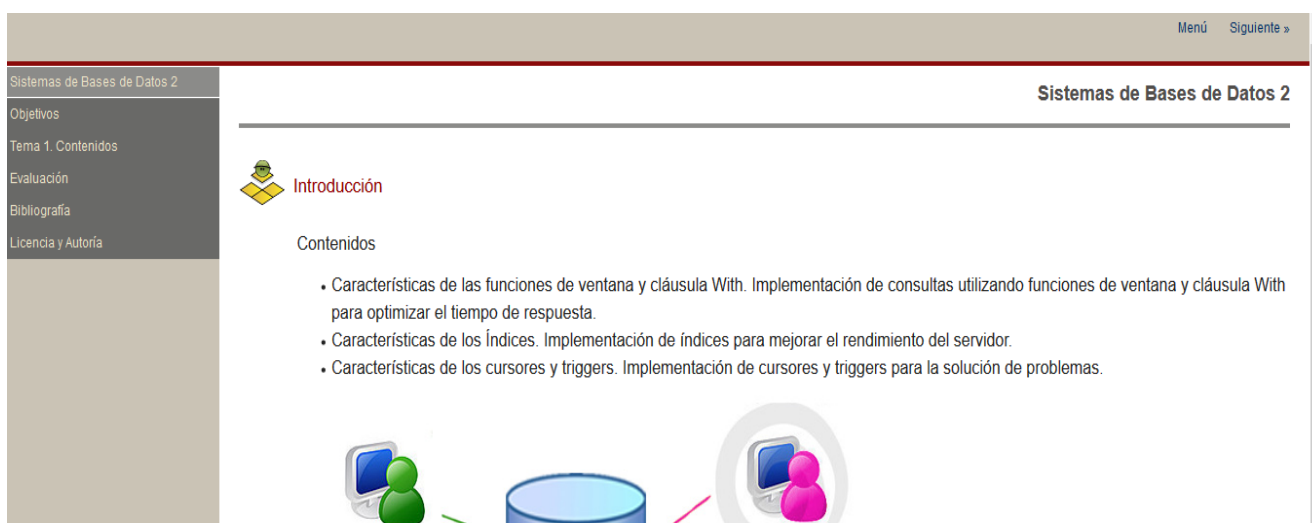 Menú Siguiente »
Sistemas de Bases de Datos 2
Objetivos
Tema 1. Contenidos
Evaluación
Bibliografía
Licencia y Autoría
Sistemas de Bases de Datos 2
Introducción
Contenidos
• Características de las funciones de ventana y cláusula With. Implementación de consultas utilizando funciones de ventana y cláusula With
para optimizar el tiempo de respuesta.
• Características de los Índices. Implementación de índices para mejorar el rendimiento del servidor.
• Características de los cursores y triggers. Implementación de cursores y triggers para la solución de problemas.